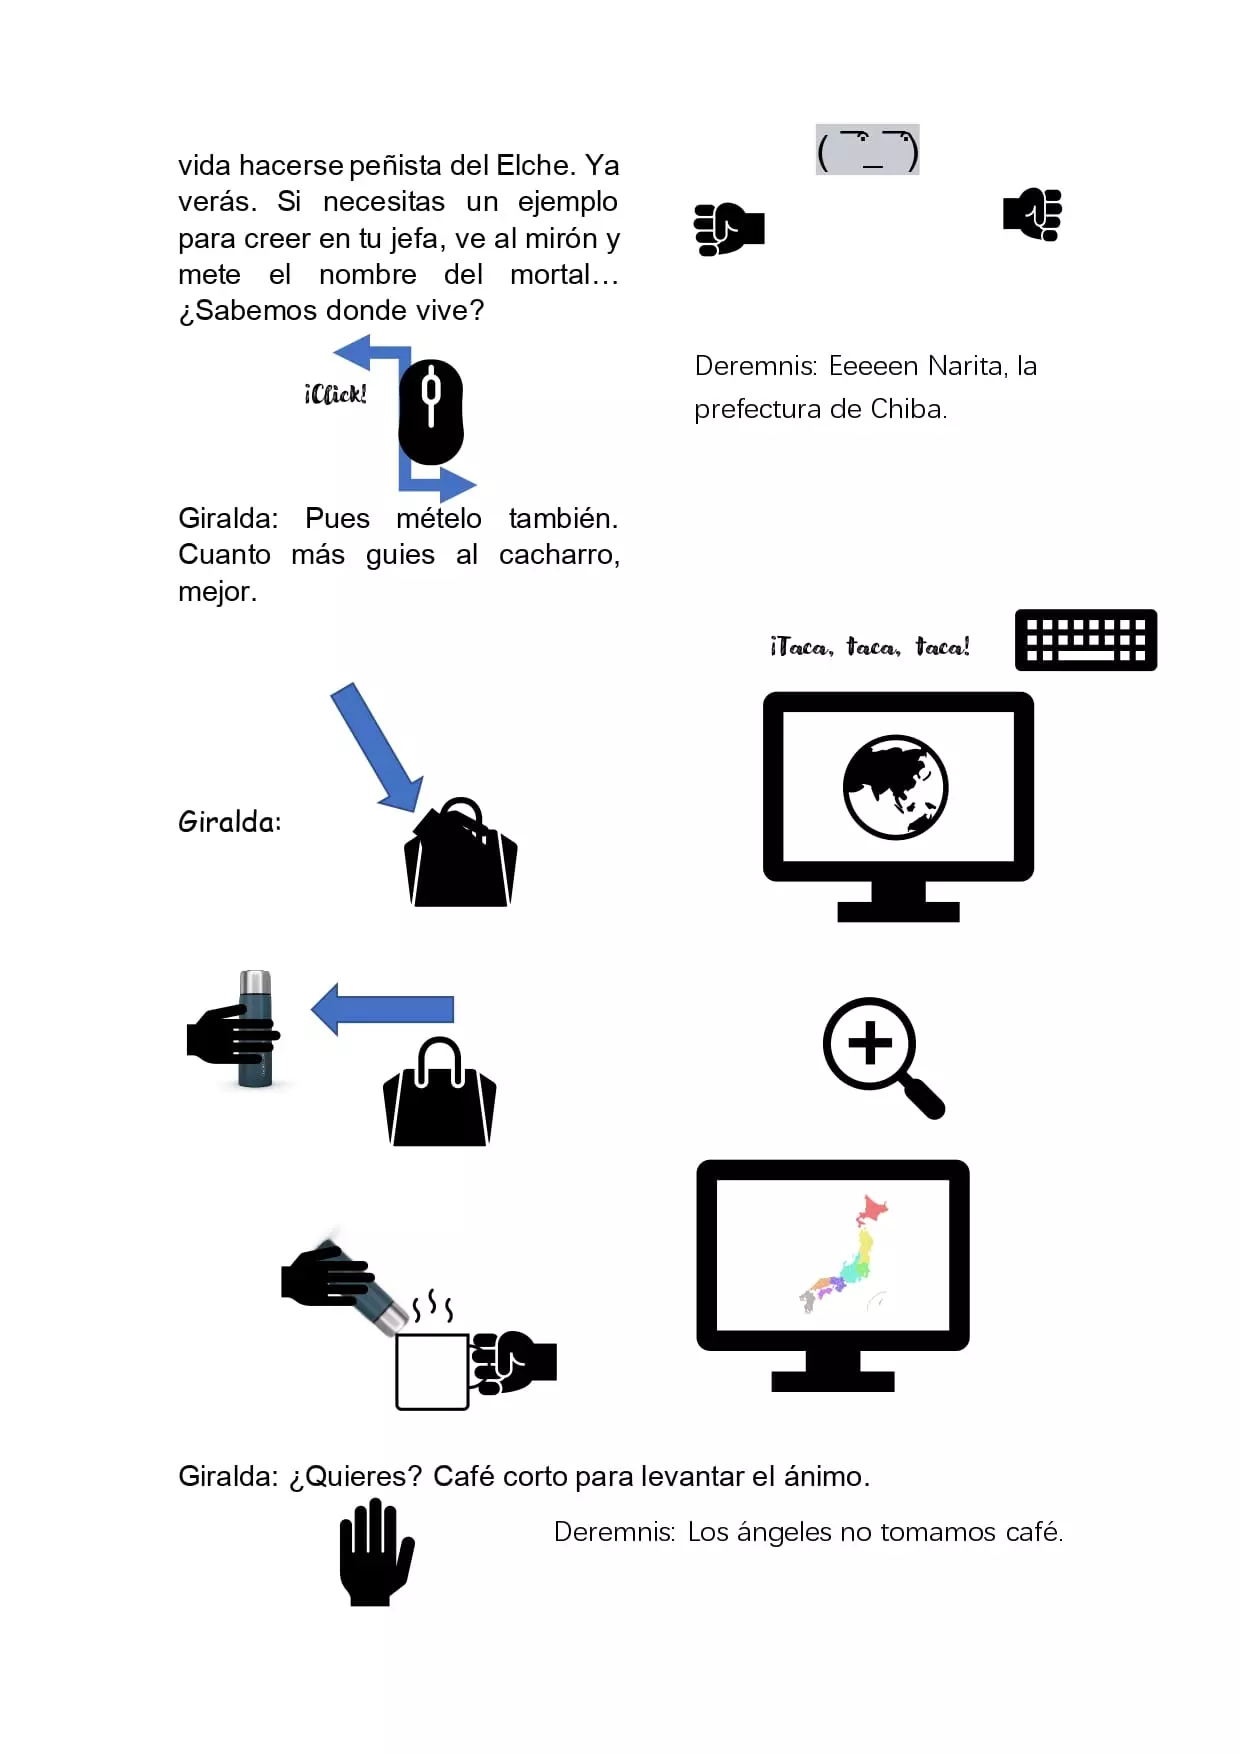 vida hacerse peñista del Elche. Ya
verás. Si necesitas un ejemplo
para creer en tu jefa, ve al mirón y
mete el nombre del mortal…
¿Sabemos donde vive?
( ͡° _ ͡°)
¡Click!
Deremnis: Eeeeen Narita, la
prefectura de Chiba.
Giralda: Pues mételo también.
Cuanto más guies al cacharro,
mejor.
¡Taca, taca, taca!
Giralda:
Giralda: ¿Quieres? Café corto para levantar el ánimo.
Deremnis: Los ángeles no tomamos café.